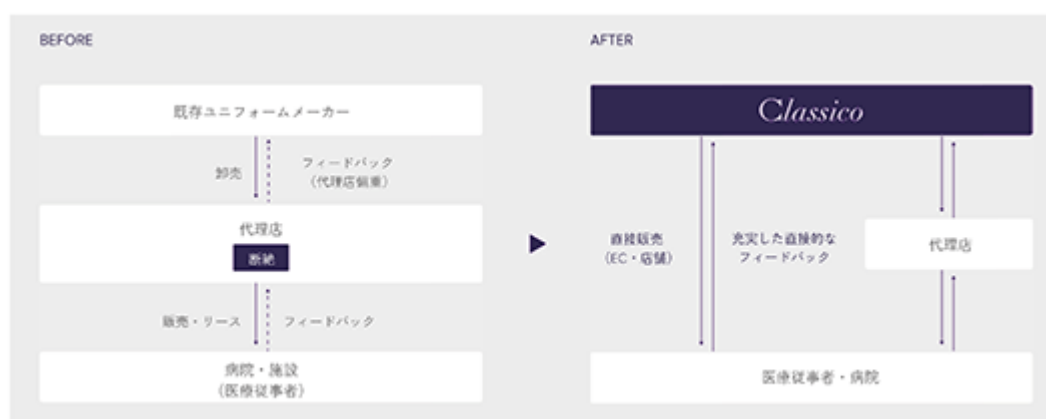 BEFORE
既存ユニフォームメーカー
卸売
フィードバック
(代理店偏重)
代理店
断絶
販売・リース
フィードバック
病院・施設
(医療従事者)
AFTER
Classico
直接販売
(EC・店舗)
充実した直接的な
フィードバック
代理店
医療従事者・病院